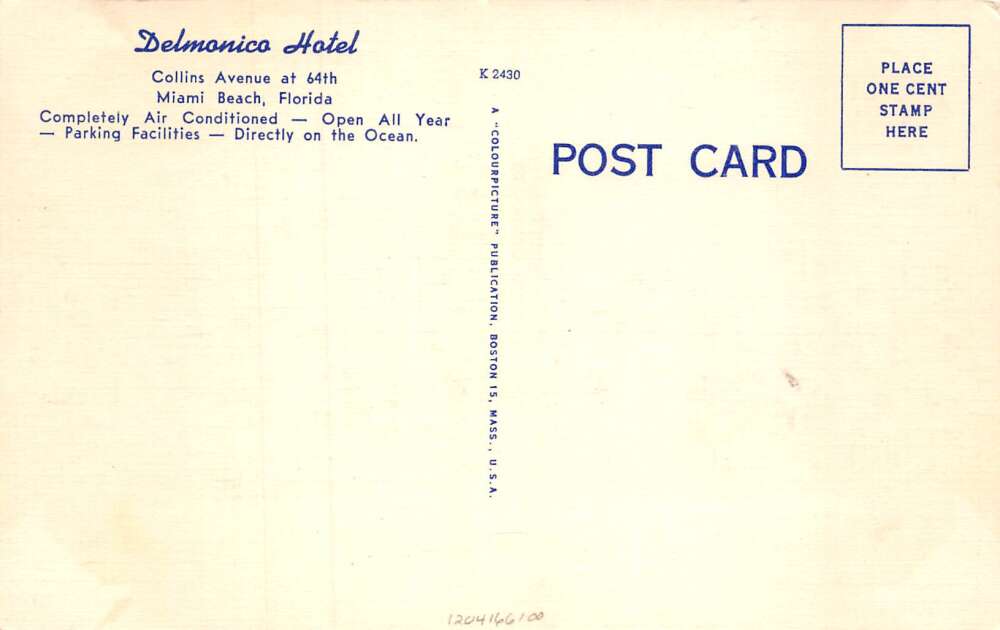 Delmonico Hotel
Collins Avenue at 64th
Miami Beach, Florida
Completely Air Conditioned — Open All Year
— Parking Facilities — Directly on the Ocean.
K 2430
A "COLOURPICTURE" PUBLICATION, BOSTON 15, MASS., U.S.A.
POST CARD
PLACE
ONE CENT
STAMP
HERE